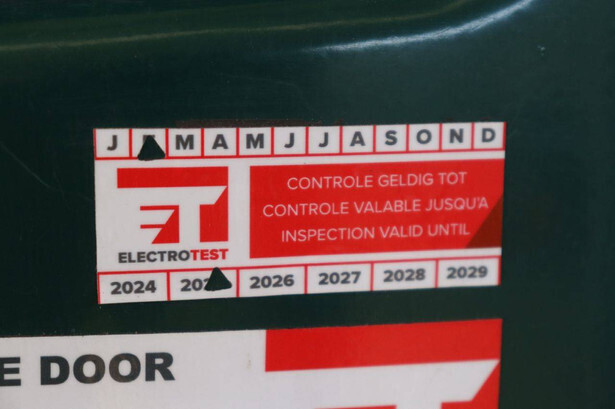 J M A M J J A S O N D
CONTROLE GELDIG TOT
CONTROLE VALABLE JUSQU'A
INSPECTION VALID UNTIL
ET
ELECTROTEST
2024 2026 2027 2028 2029
E DOOR